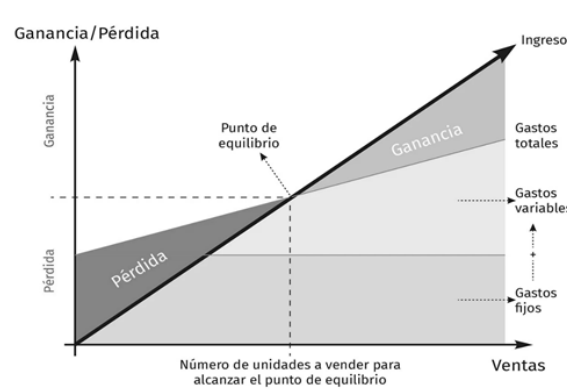 Ganancia/Pérdida
Ingreso
Ganancia
Punto de
equilibrio
Ganancia
Gastos
totales
Gastos
variables
Pérdida
Pérdida
+
Gastos
fijos
Número de unidades a vender para
alcanzar el punto de equilibrio
Ventas